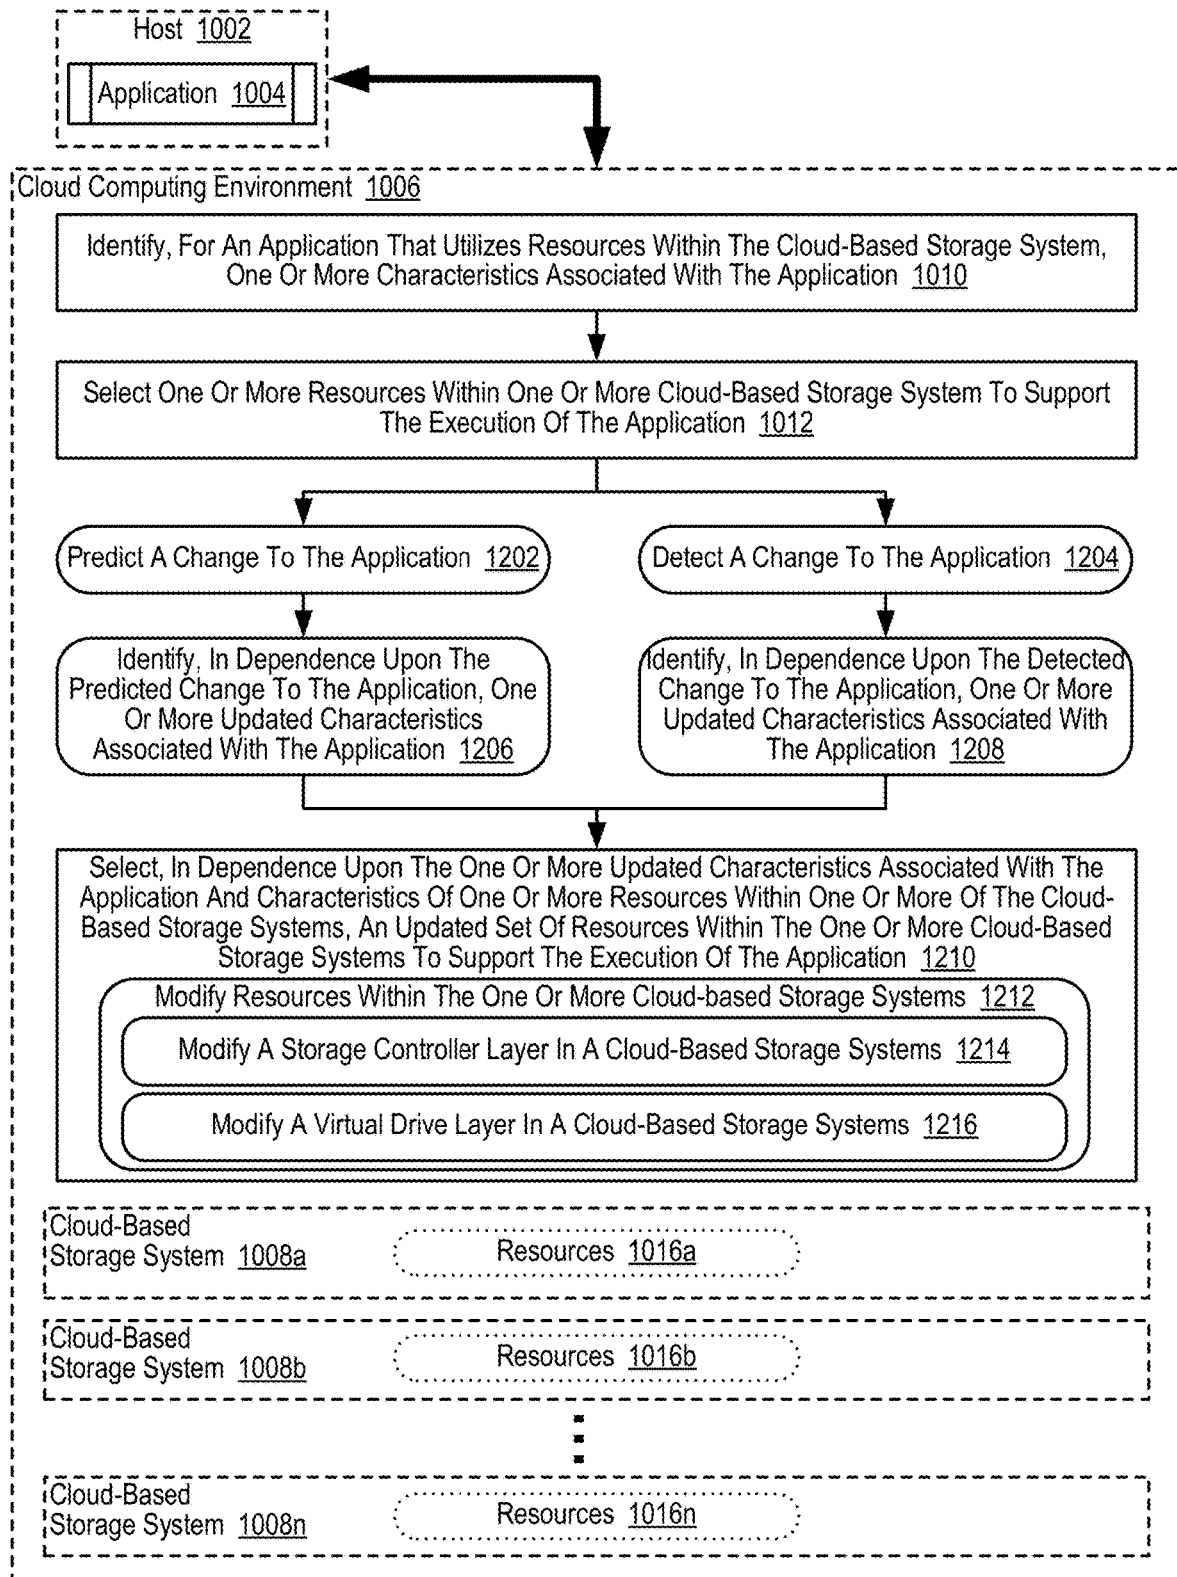 Host 1002
Application 1004
Cloud Computing Environment 1006
Identify, For An Application That Utilizes Resources Within The Cloud-Based Storage System,
One Or More Characteristics Associated With The Application 1010
Select One Or More Resources Within One Or More Cloud-Based Storage System To Support
The Execution Of The Application 1012
Predict A Change To The Application 1202
Detect A Change To The Application 1204
Identify, In Dependence Upon The
Predicted Change To The Application, One
Or More Updated Characteristics
Associated With The Application 1206
Identify, In Dependence Upon The Detected
Change To The Application, One Or More
Updated Characteristics Associated With
The Application 1208
Select, In Dependence Upon The One Or More Updated Characteristics Associated With The
Application And Characteristics Of One Or More Resources Within One Or More Of The Cloud-
Based Storage Systems, An Updated Set Of Resources Within The One Or More Cloud-Based
Storage Systems To Support The Execution Of The Application 1210
Modify Resources Within The One Or More Cloud-based Storage Systems 1212
Modify A Storage Controller Layer In A Cloud-Based Storage Systems 1214
Modify A Virtual Drive Layer In A Cloud-Based Storage Systems 1216
Cloud-Based
Storage System 1008a
Resources 1016a
Cloud-Based
Storage System 1008b
Resources 1016b
Cloud-Based
Storage System 1008n
Resources 1016n